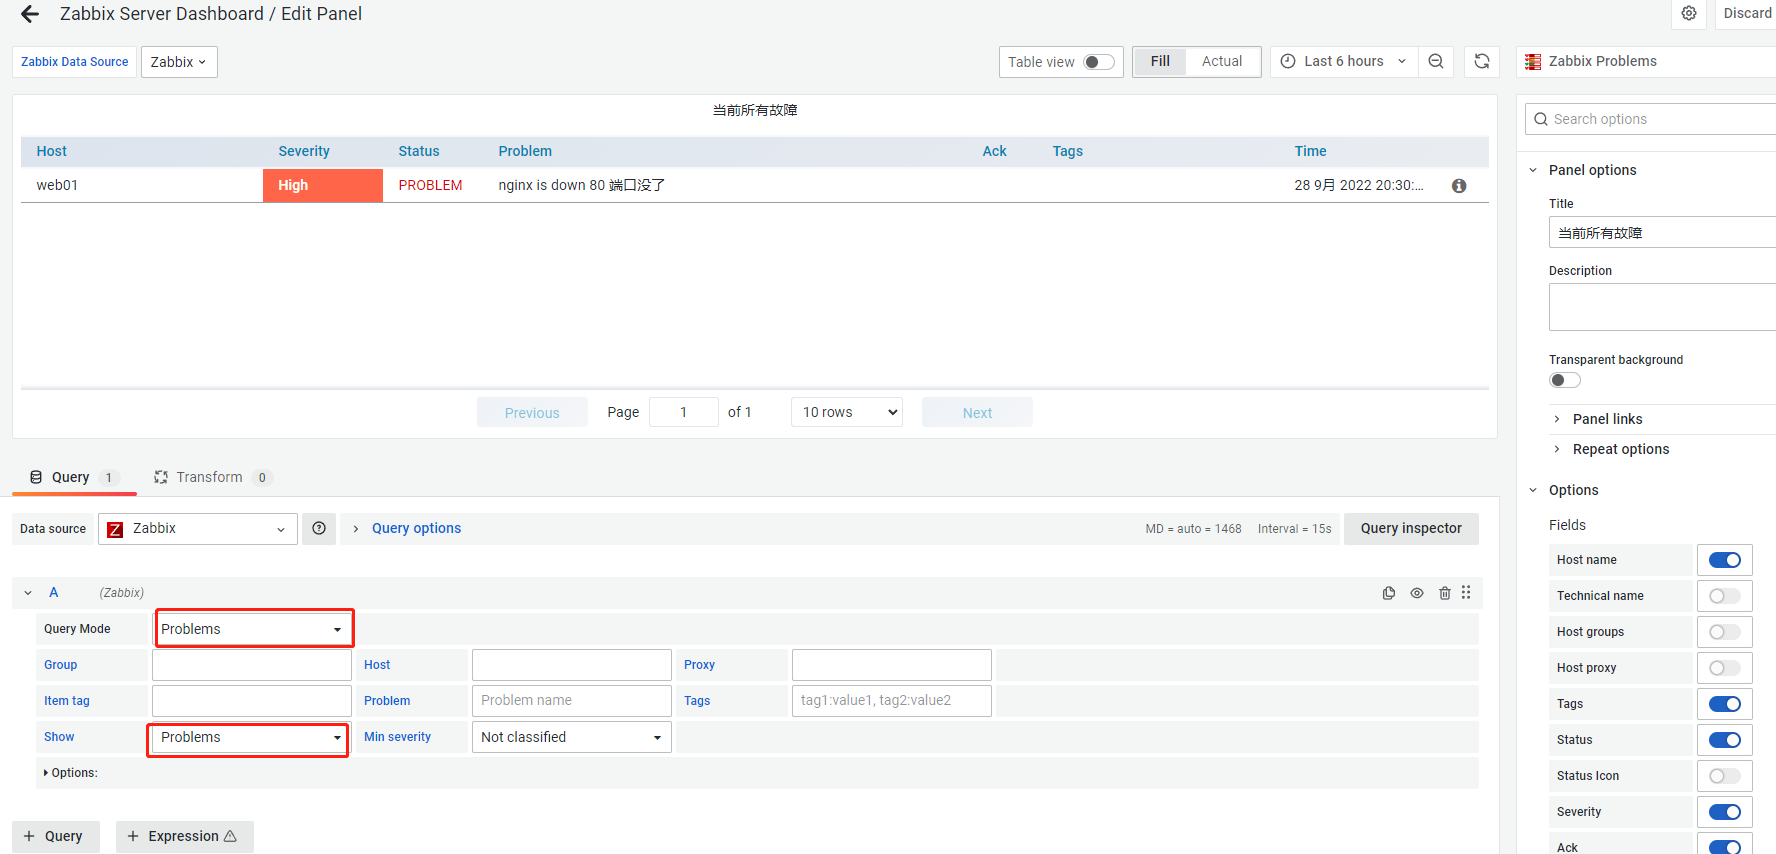 Zabbix Server Dashboard / Edit Panel
Discard
Zabbix Data Source
Zabbix
Table view
Fill
Actual
Last 6 hours
Zabbix Problems
当前所有故障
Search options
Host
Severity
Status
Problem
Ack
Tags
Time
web01
High
PROBLEM
nginx is down 80 端口没了
28 9月 2022 20:30:...
Panel options
Title
当前所有故障
Description
Transparent background
Previous
Page
1
of 1
10 rows
Next
Panel links
Repeat options
Query 1
Transform 0
Options
Data source
Zabbix
Query options
MD = auto = 1468
Interval = 15s
Query inspector
Fields
Host name
A
(Zabbix)
Technical name
Query Mode
Problems
Host groups
Group
Host
Proxy
Host proxy
Item tag
Problem
Problem name
Tags
tag1:value1, tag2:value2
Tags
Show
Problems
Min severity
Not classified
Status
Options:
Status Icon
Severity
+ Query
+ Expression
Ack